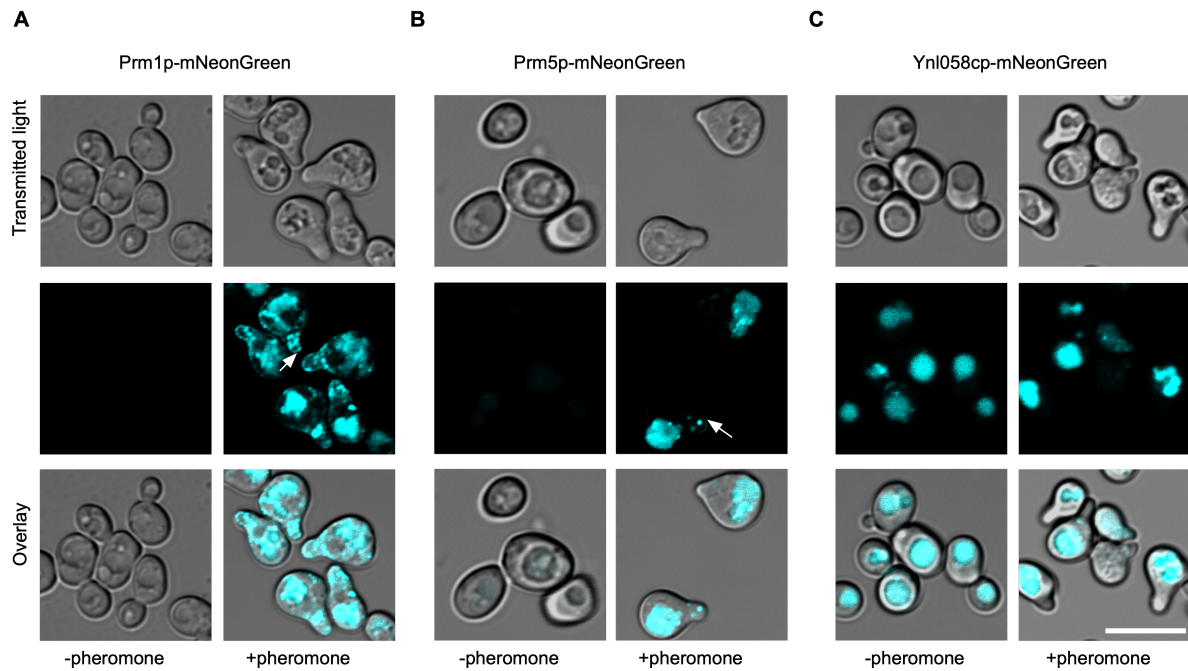 A
B
C
Prm1p-mNeonGreen
Prm5p-mNeonGreen
Ynl058cp-mNeonGreen
Transmitted light
Overlay
-pheromone
+pheromone
-pheromone
+pheromone
-pheromone
+pheromone